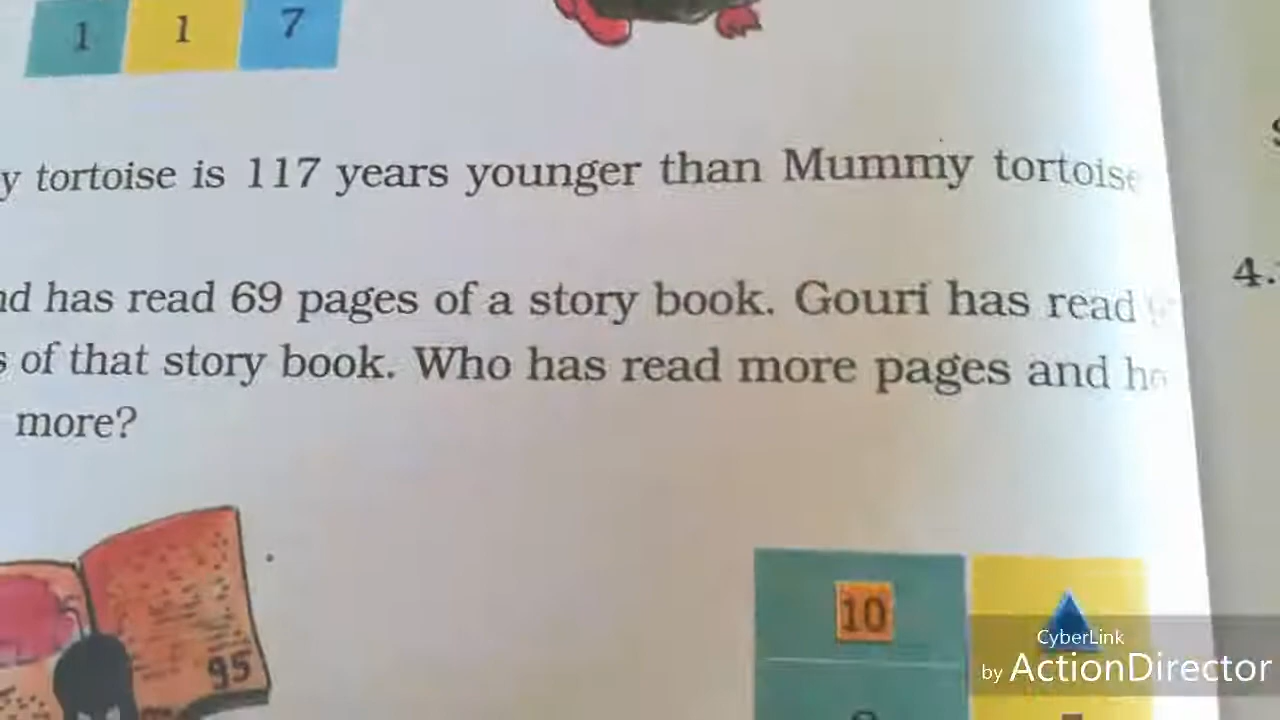 1 1 7
y tortoise is 117 years younger than Mummy tortoise
4.
nd has read 69 pages of a story book. Gouri has read
s of that story book. Who has read more pages and ho
more?
95
10
CyberLink
by ActionDirector